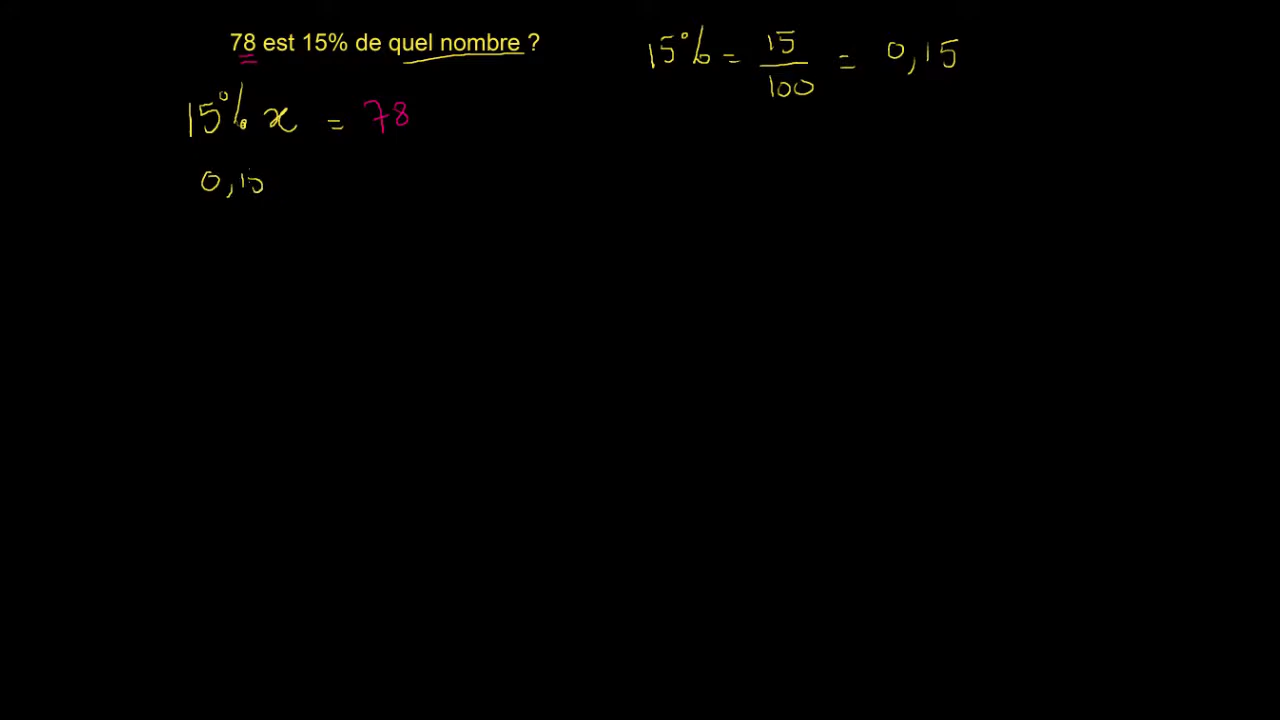 78 est 15% de quel nombre ?
15% = 15/100 = 0,15
15% x = 78
0,15